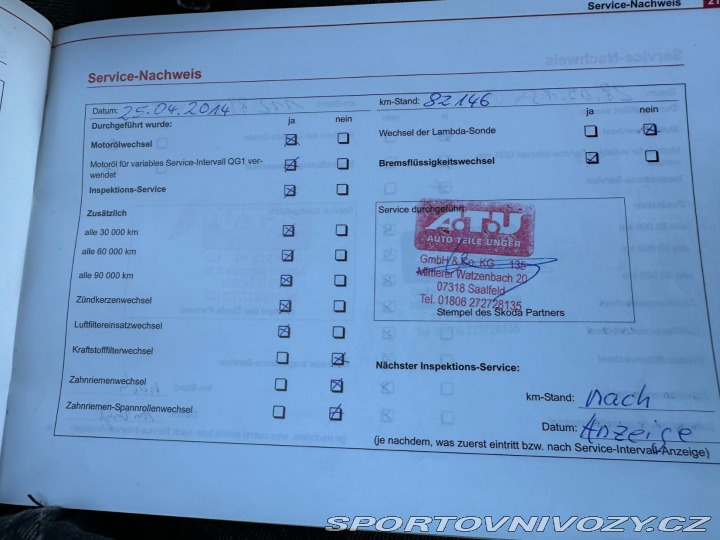 Service-Nachweis
Service-Nachweis
Datum: 25.04.2014
km-Stand: 82146
Durchgeführt wurde: ja nein
ja nein
Motorölwechsel
Wechsel der Lambda-Sonde
Motoröl für variables Service-Intervall QG1 ver-
wendet
Bremsflüssigkeitswechsel
Inspektions-Service
Zusätzlich
alle 30 000 km
alle 60 000 km
alle 90 000 km
Zündkerzenwechsel
Luftfiltereinsatzwechsel
Kraftstofffilterwechsel
Zahnriemenwechsel
Zahnriemen-Spannrollenwechsel
Service durchgeführt:
A.T.U
AUTO TEILE UNGER
GmbH & Co. KG 135
Mittlerer Watzenbach 20
07318 Saalfeld
Tel. 01806 272728135
Stempel des Skoda Partners
Nächster Inspektions-Service:
km-Stand: nach
Datum: Anzeige
(je nachdem, was zuerst eintritt bzw. nach Service-Intervall-Anzeige)
SPORTOVNIVOZY.CZ